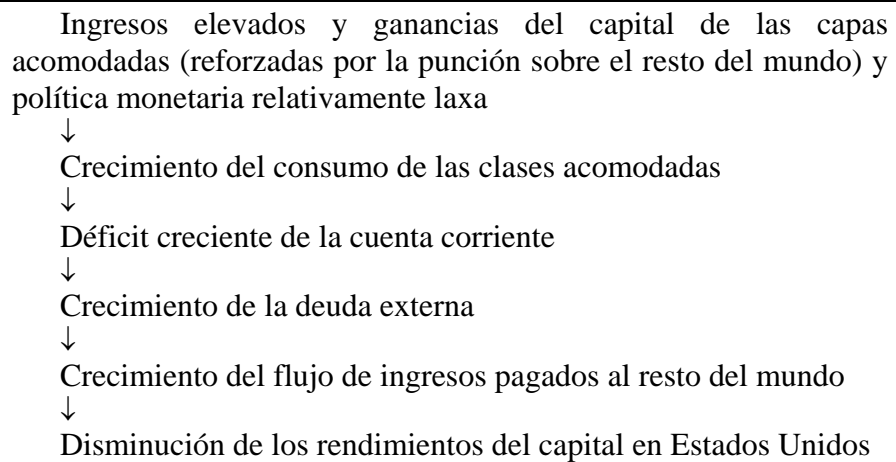 Ingresos elevados y ganancias del capital de las capas
acomodadas (reforzadas por la punción sobre el resto del mundo) y
política monetaria relativamente laxa
↓
Crecimiento del consumo de las clases acomodadas
↓
Déficit creciente de la cuenta corriente
↓
Crecimiento de la deuda externa
↓
Crecimiento del flujo de ingresos pagados al resto del mundo
↓
Disminución de los rendimientos del capital en Estados Unidos